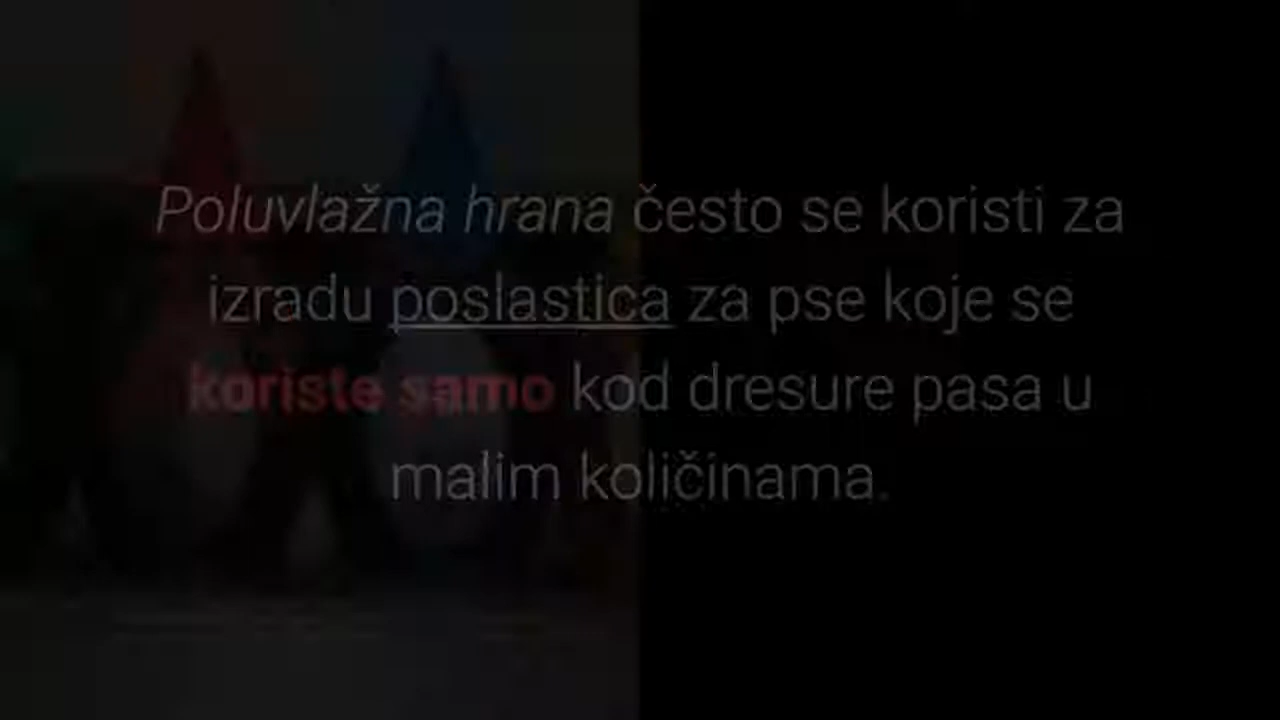 Poluvlažna hrana često se koristi za
izradu poslastica za pse koje se
koriste samo kod dresure pasa u
malim količinama.